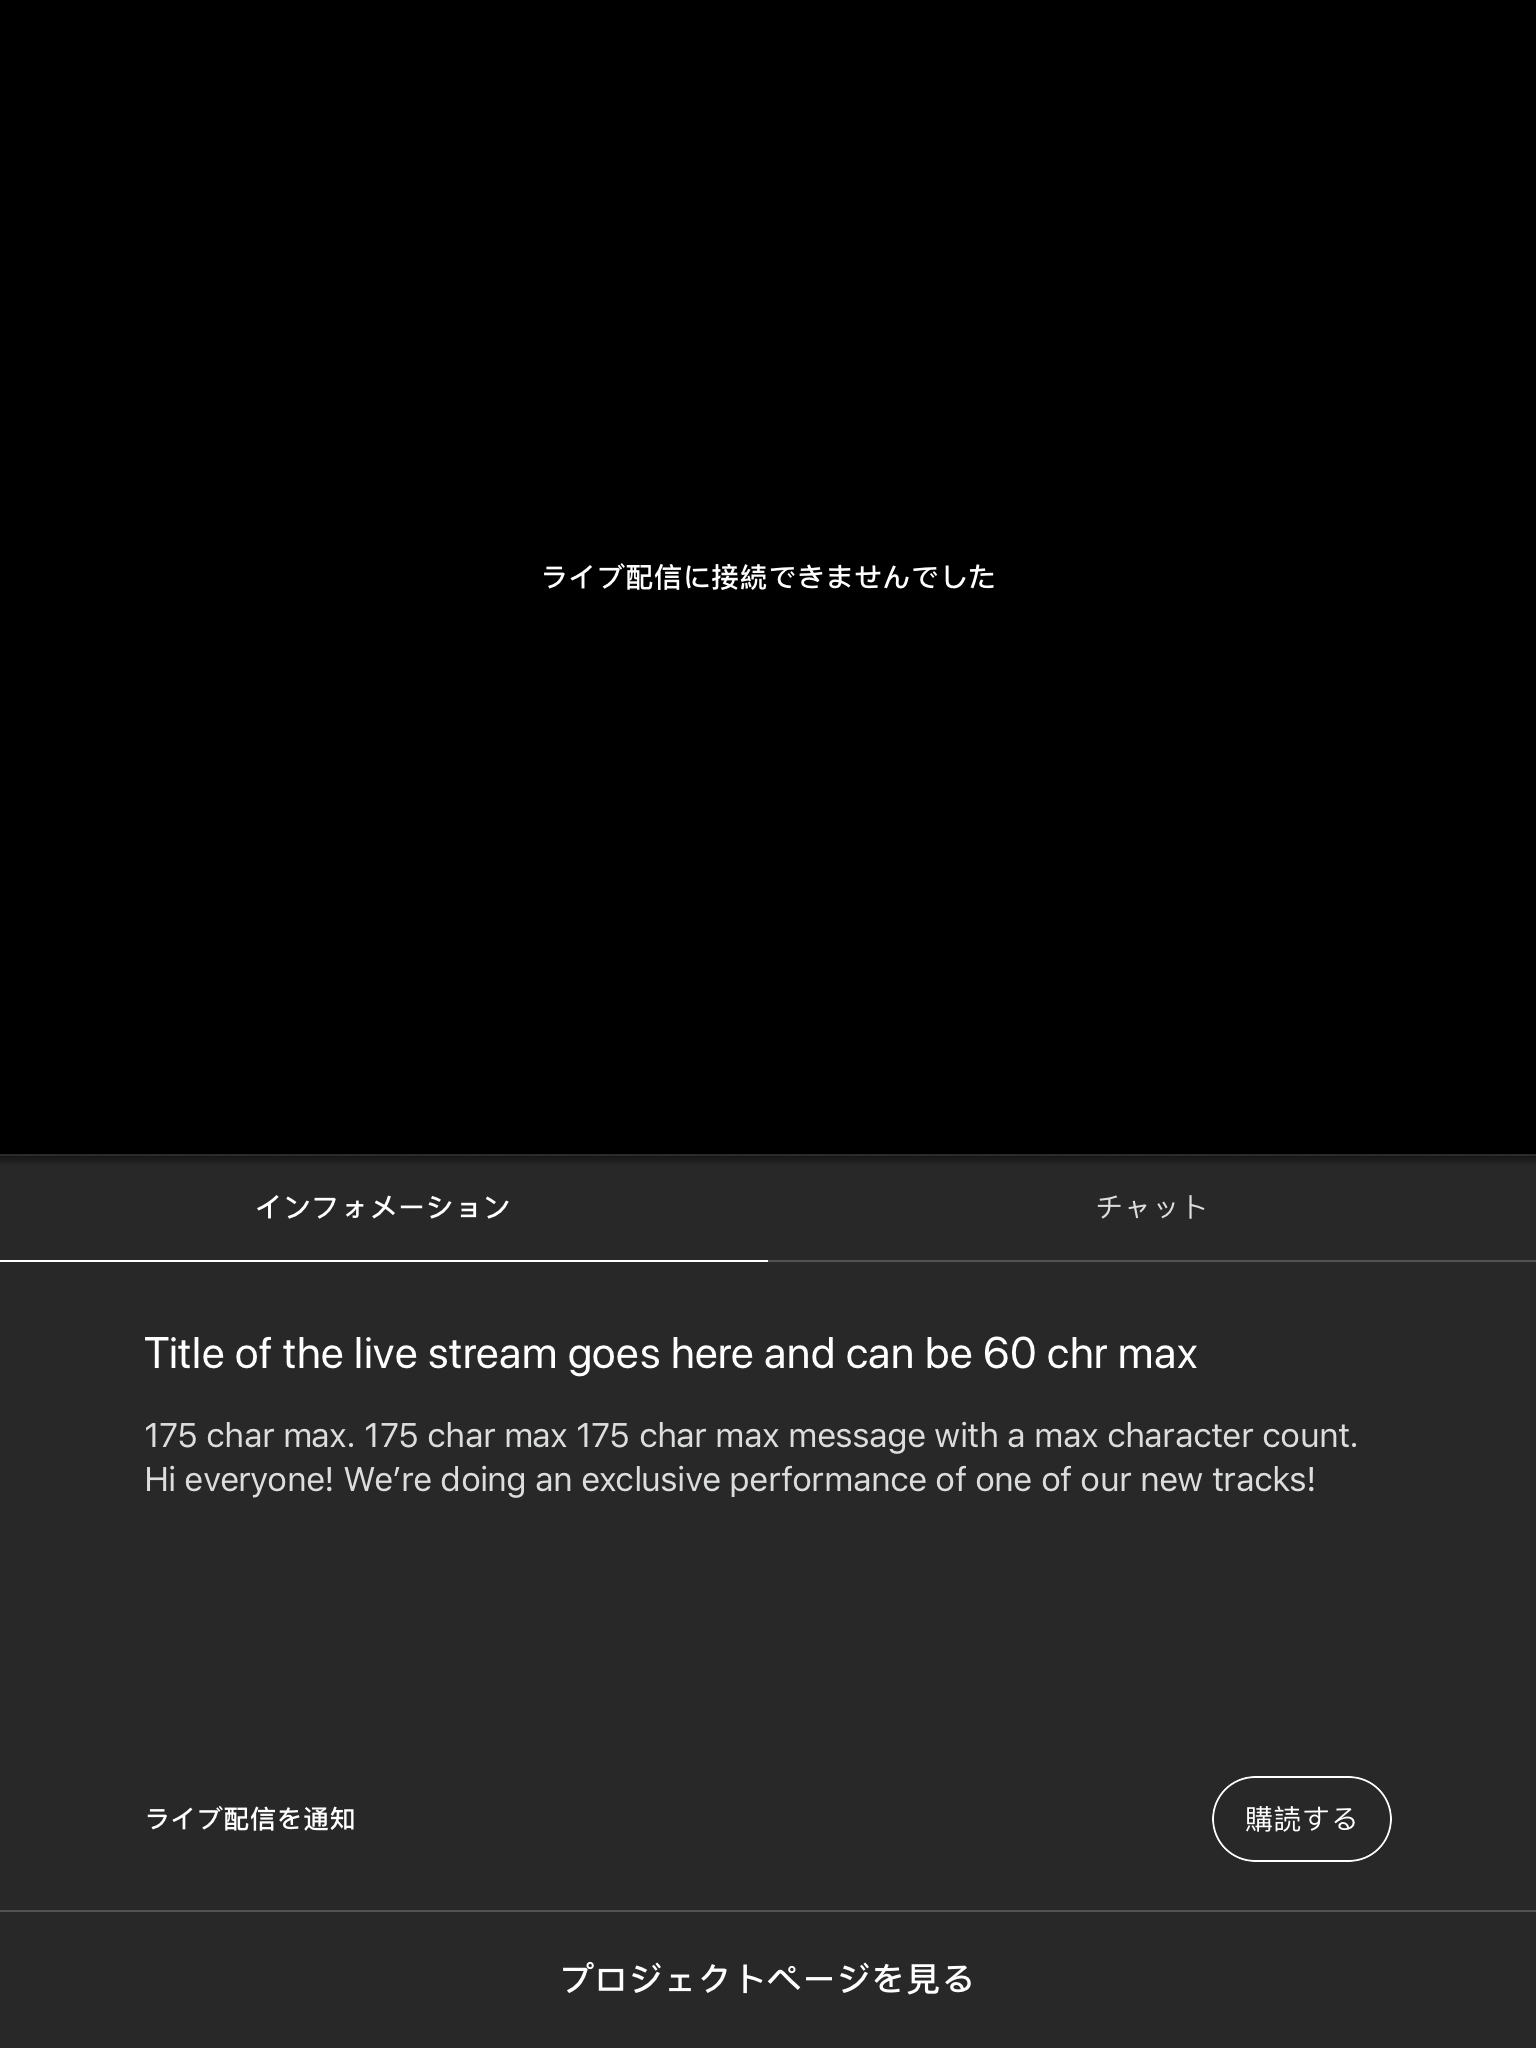 ライブ配信に接続できませんでした
インフォメーション
チャット
Title of the live stream goes here and can be 60 chr max
175 char max. 175 char max 175 char max message with a max character count.
Hi everyone! We’re doing an exclusive performance of one of our new tracks!
ライブ配信を通知
購読する
プロジェクトページを見る